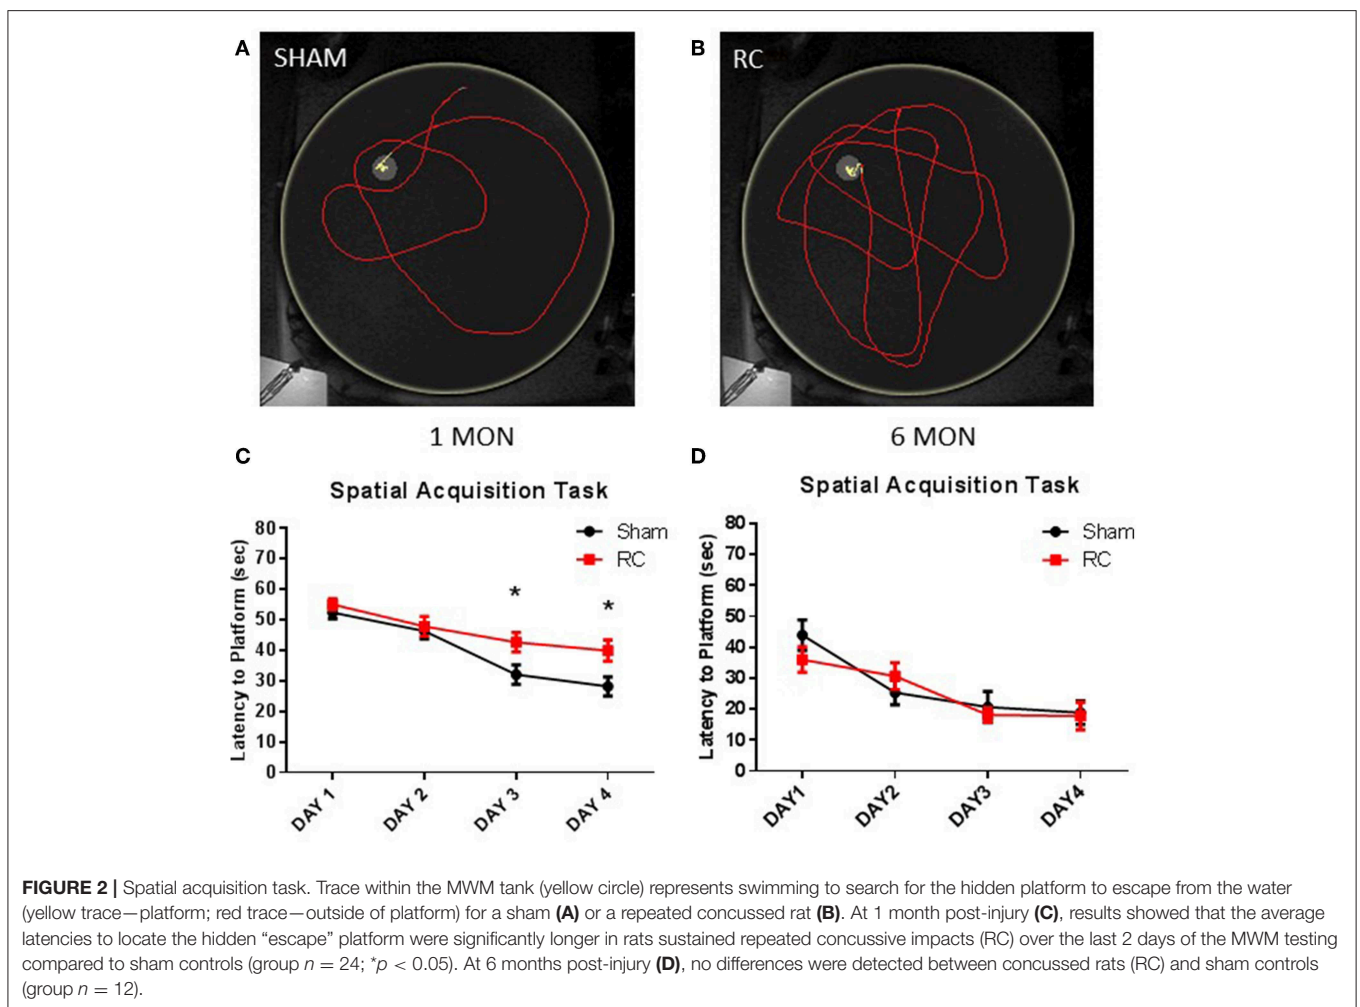 A
SHAM
B
RC
1 MON
6 MON
C
Spatial Acquisition Task
Sham
RC
Latency to Platform (sec)
80
70
60
50
40
30
20
10
0
*
*
DAY 1
DAY 2
DAY 3
DAY 4
D
Spatial Acquisition Task
Sham
RC
Latency to Platform (sec)
80
70
60
50
40
30
20
10
0
DAY1
DAY2
DAY3
DAY4
FIGURE 2 | Spatial acquisition task. Trace within the MWM tank (yellow circle) represents swimming to search for the hidden platform to escape from the water
(yellow trace—platform; red trace—outside of platform) for a sham (A) or a repeated concussed rat (B). At 1 month post-injury (C), results showed that the average
latencies to locate the hidden “escape” platform were significantly longer in rats sustained repeated concussive impacts (RC) over the last 2 days of the MWM testing
compared to sham controls (group n = 24; *p < 0.05). At 6 months post-injury (D), no differences were detected between concussed rats (RC) and sham controls
(group n = 12).